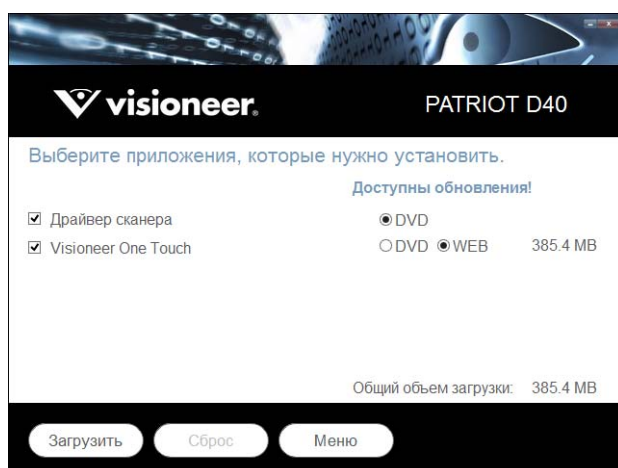 visioneer®
PATRIOT D40
Выберите приложения, которые нужно установить.
Доступны обновления!
Драйвер сканера DVD
Visioneer One Touch DVD WEB 385.4 MB
Общий объем загрузки: 385.4 MB
Загрузить Сброс Меню